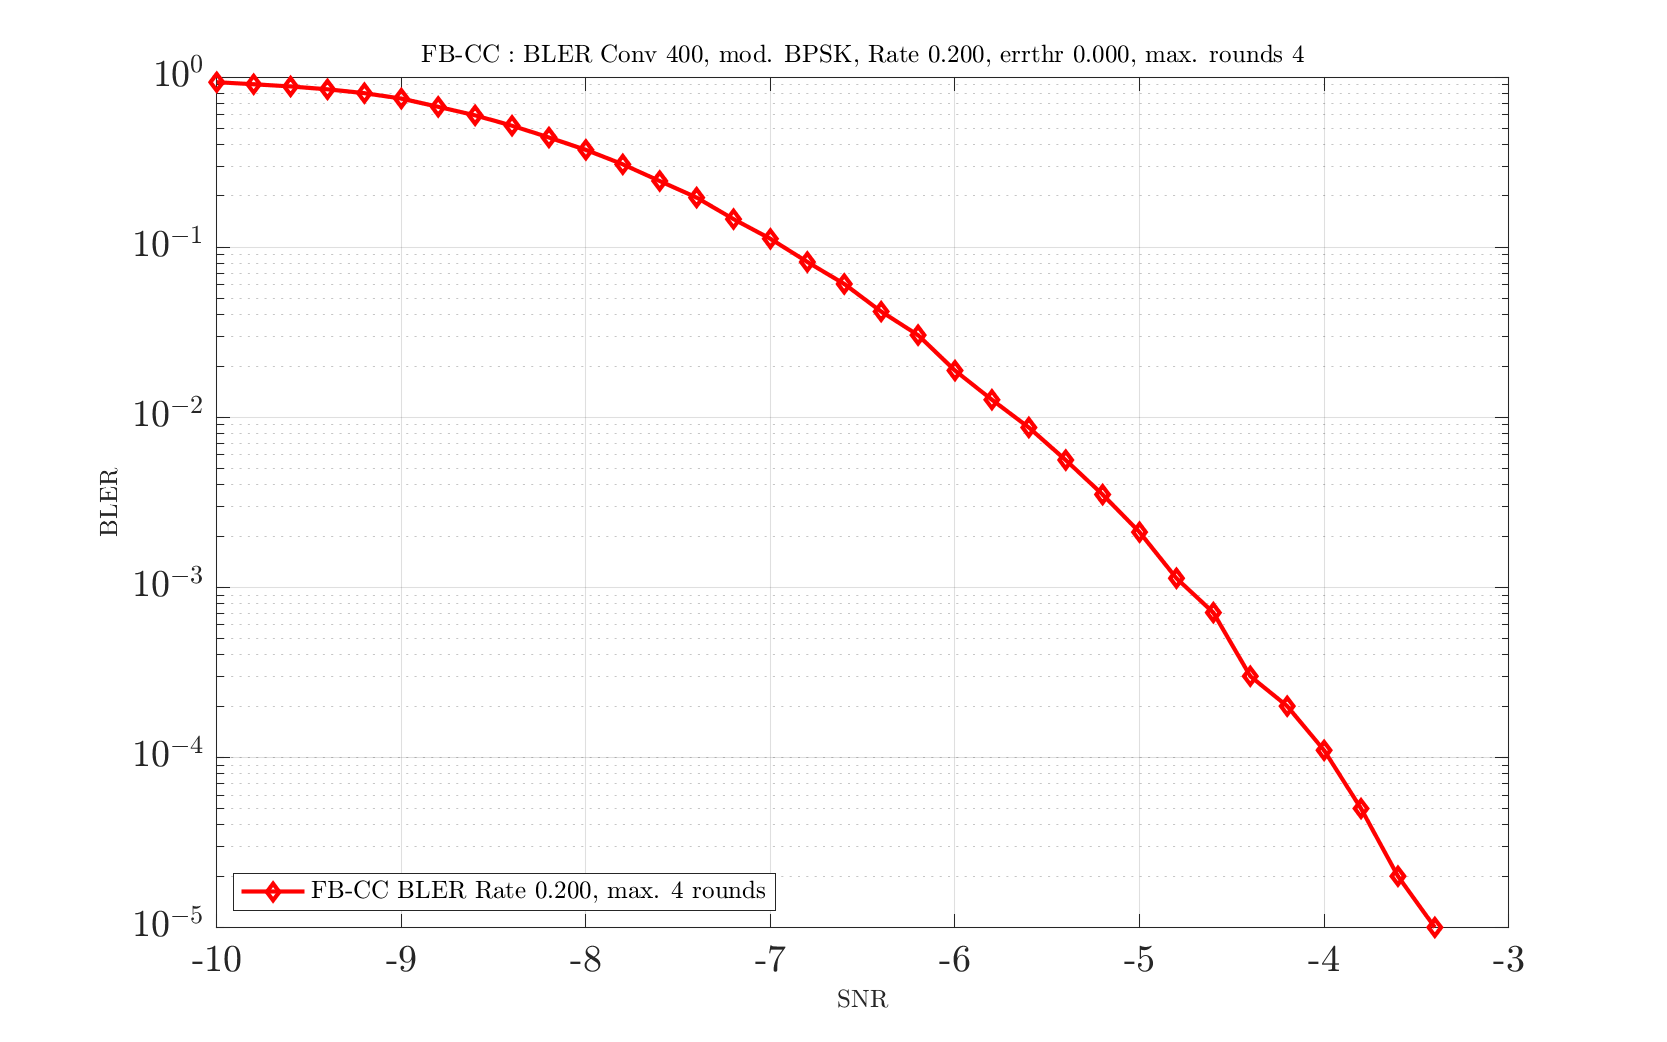 FB-CC : BLER Conv 400, mod. BPSK, Rate 0.200, errthr 0.000, max. rounds 4
10^0
10^-1
10^-2
10^-3
10^-4
10^-5
BLER
FB-CC BLER Rate 0.200, max. 4 rounds
-10 -9 -8 -7 -6 -5 -4 -3
SNR